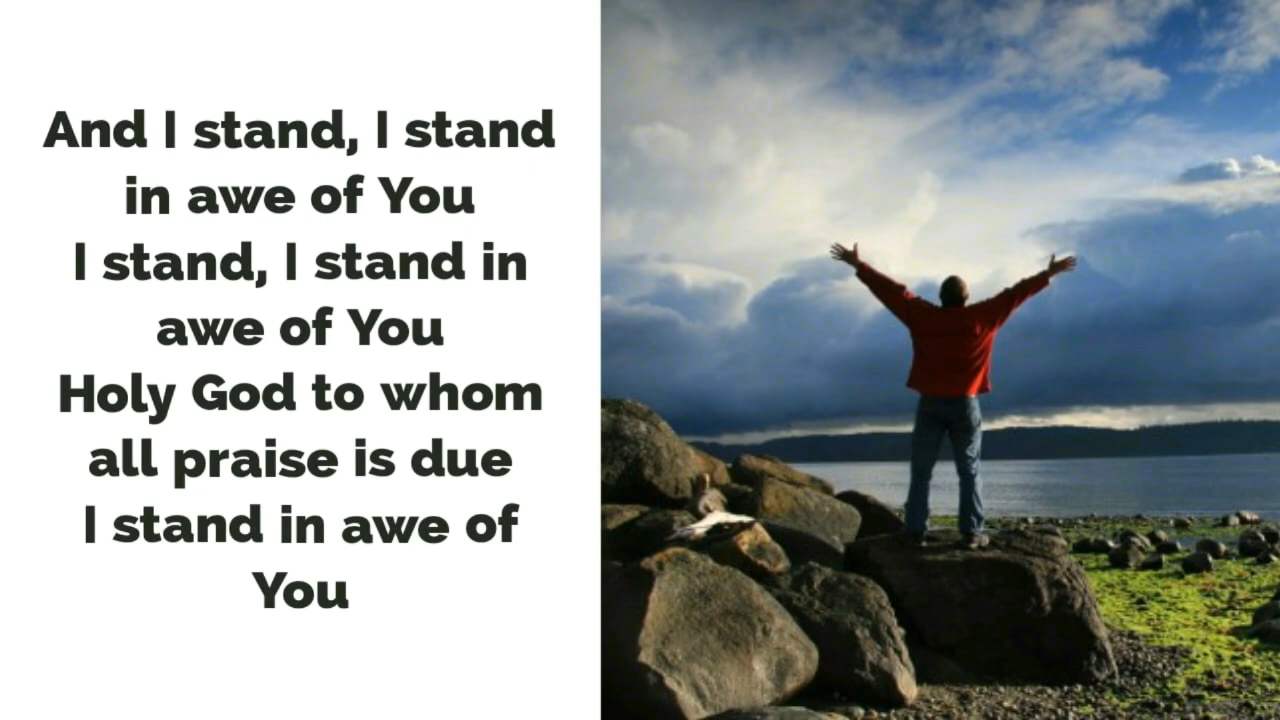 And I stand, I stand
in awe of You
I stand, I stand in
awe of You
Holy God to whom
all praise is due
I stand in awe of
You